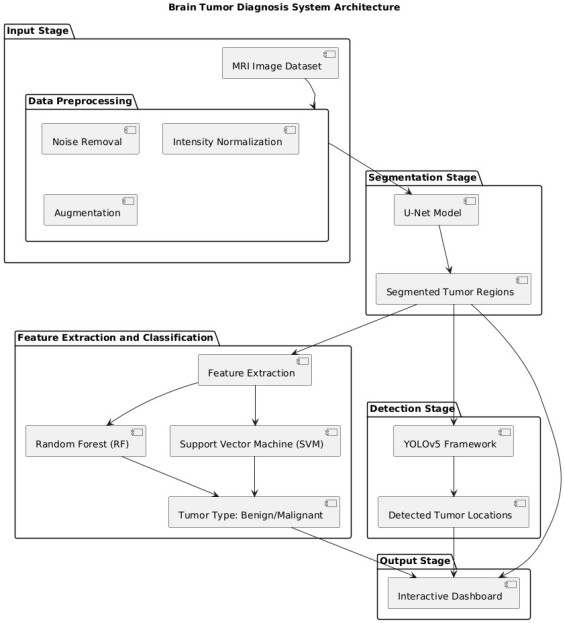 Brain Tumor Diagnosis System Architecture
Input Stage
MRI Image Dataset
Data Preprocessing
Noise Removal
Intensity Normalization
Augmentation
Segmentation Stage
U-Net Model
Segmented Tumor Regions
Feature Extraction and Classification
Feature Extraction
Random Forest (RF)
Support Vector Machine (SVM)
Tumor Type: Benign/Malignant
Detection Stage
YOLOv5 Framework
Detected Tumor Locations
Output Stage
Interactive Dashboard